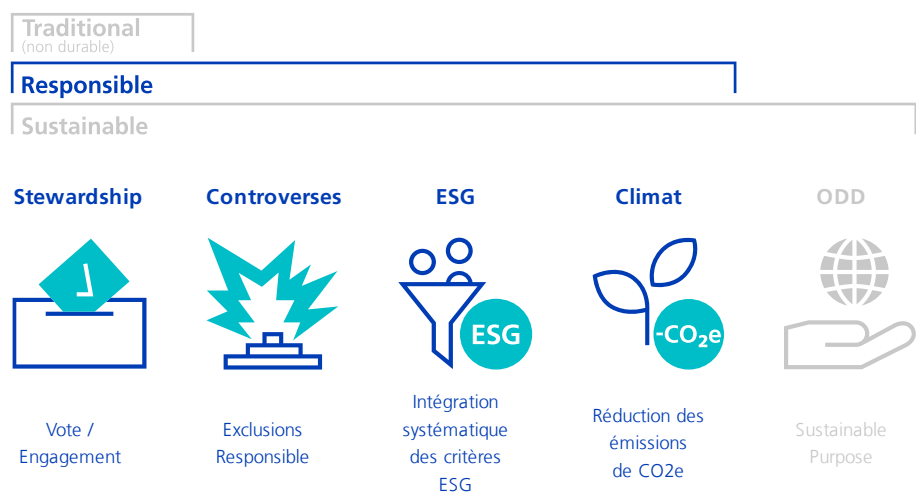 Traditional
(non durable)
Responsible
Sustainable
Stewardship
Controverses
ESG
Climat
ODD
ESG
-CO₂e
Vote /
Engagement
Exclusions
Responsible
Intégration
systématique
des critères
ESG
Réduction des
émissions
de CO2e
Sustainable
Purpose